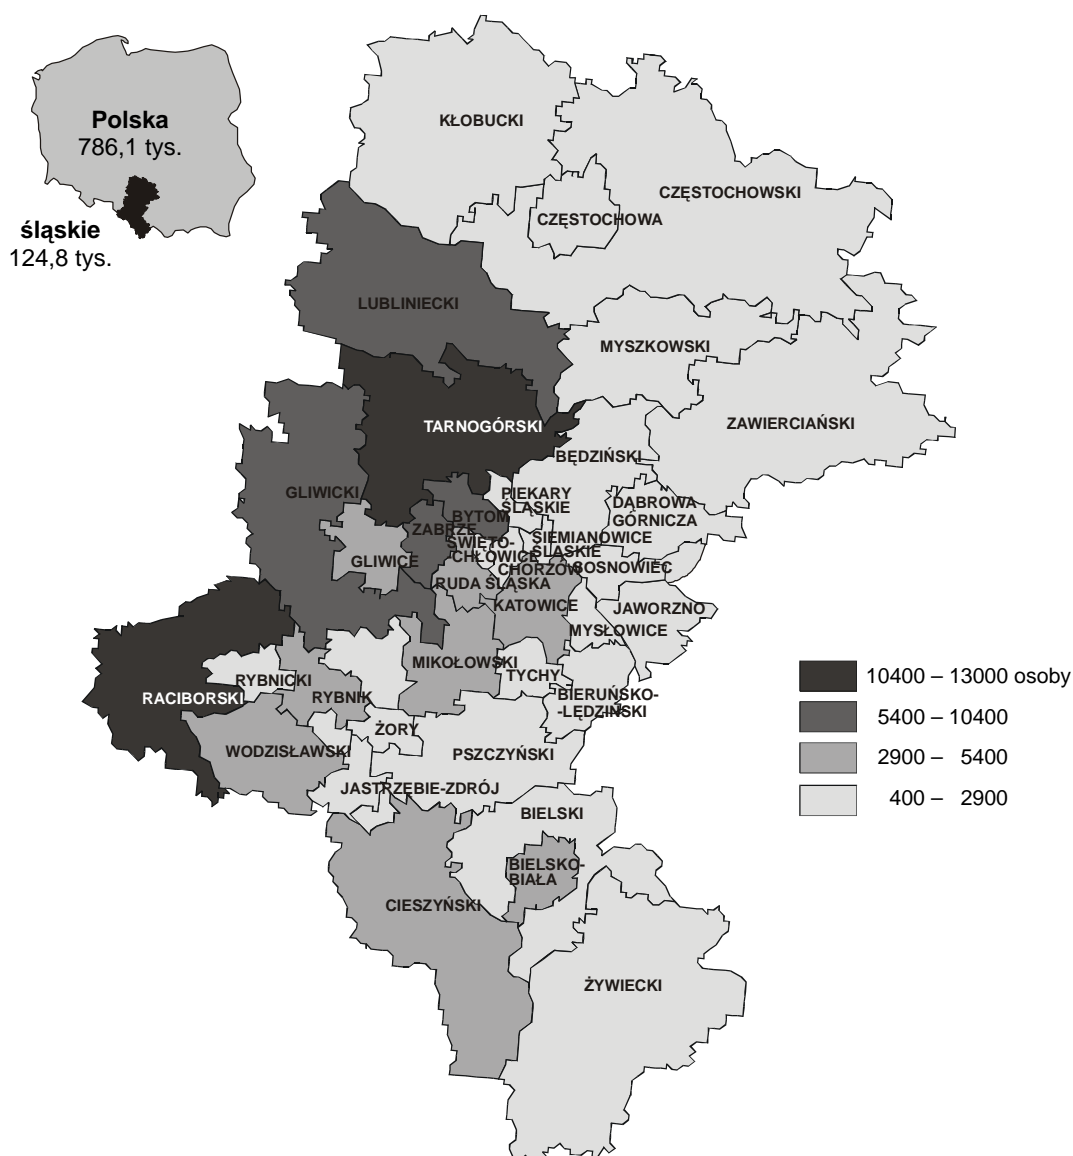 Polska
786,1 tys.
śląskie
124,8 tys.
KŁOBUCKI
CZĘSTOCHOWSKI
CZĘSTOCHOWA
LUBLINIECKI
MYSZKOWSKI
ZAWIERCIAŃSKI
TARNOGÓRSKI
BĘDZIŃSKI
GLIWICKI
PIEKARY
ŚLĄSKIE
DĄBROWA
GÓRNICZA
BYTOM
ZABRZE
ŚWIĘTO-
CHŁOWICE
SIEMIANOWICE
ŚLĄSKIE
GLIWICE
CHORZÓW
SOSNOWIEC
RUDA ŚLĄSKA
KATOWICE
JAWORZNO
MYSŁOWICE
MIKOŁOWSKI
TYCHY
RYBNICKI
RYBNIK
RACIBORSKI
BIERUŃSKO-
-LĘDZIŃSKI
ŻORY
WODZISŁAWSKI
PSZCZYŃSKI
JASTRZĘBIE-ZDRÓJ
BIELSKI
BIELSKO-
BIAŁA
CIESZYŃSKI
ŻYWIECKI
10400 – 13000 osoby
5400 – 10400
2900 – 5400
400 – 2900